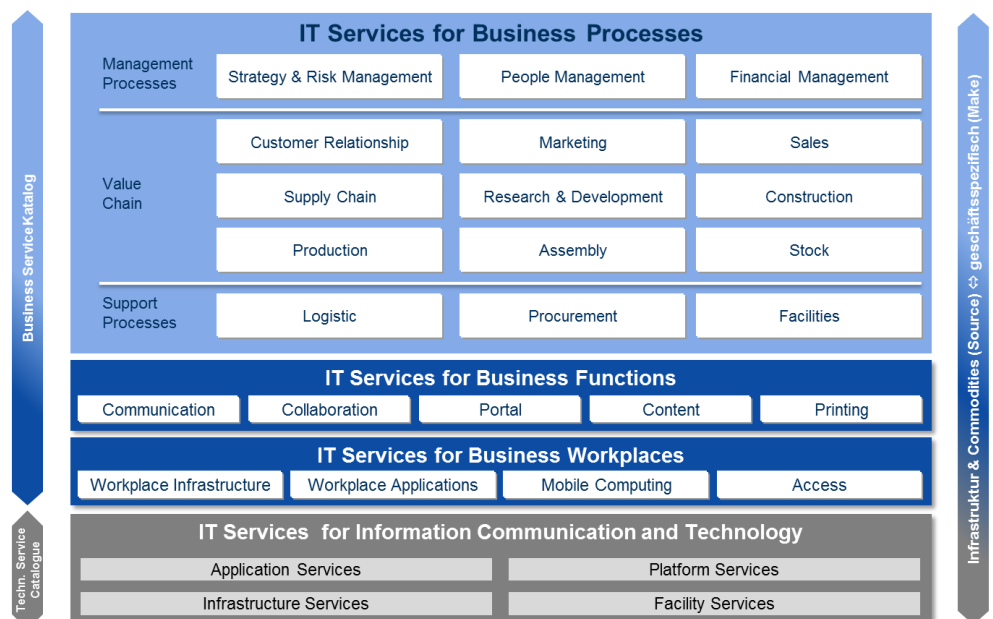 IT Services for Business Processes
Management
Processes
Strategy & Risk Management
People Management
Financial Management
Value
Chain
Customer Relationship
Marketing
Sales
Supply Chain
Research & Development
Construction
Production
Assembly
Stock
Support
Processes
Logistic
Procurement
Facilities
IT Services for Business Functions
Communication
Collaboration
Portal
Content
Printing
IT Services for Business Workplaces
Workplace Infrastructure
Workplace Applications
Mobile Computing
Access
IT Services for Information Communication and Technology
Application Services
Platform Services
Infrastructure Services
Facility Services
Business ServiceKatalog
Techn. Service
Catalogue
Infrastruktur & Commodities (Source) ⇔ geschäftsspezifisch (Make)